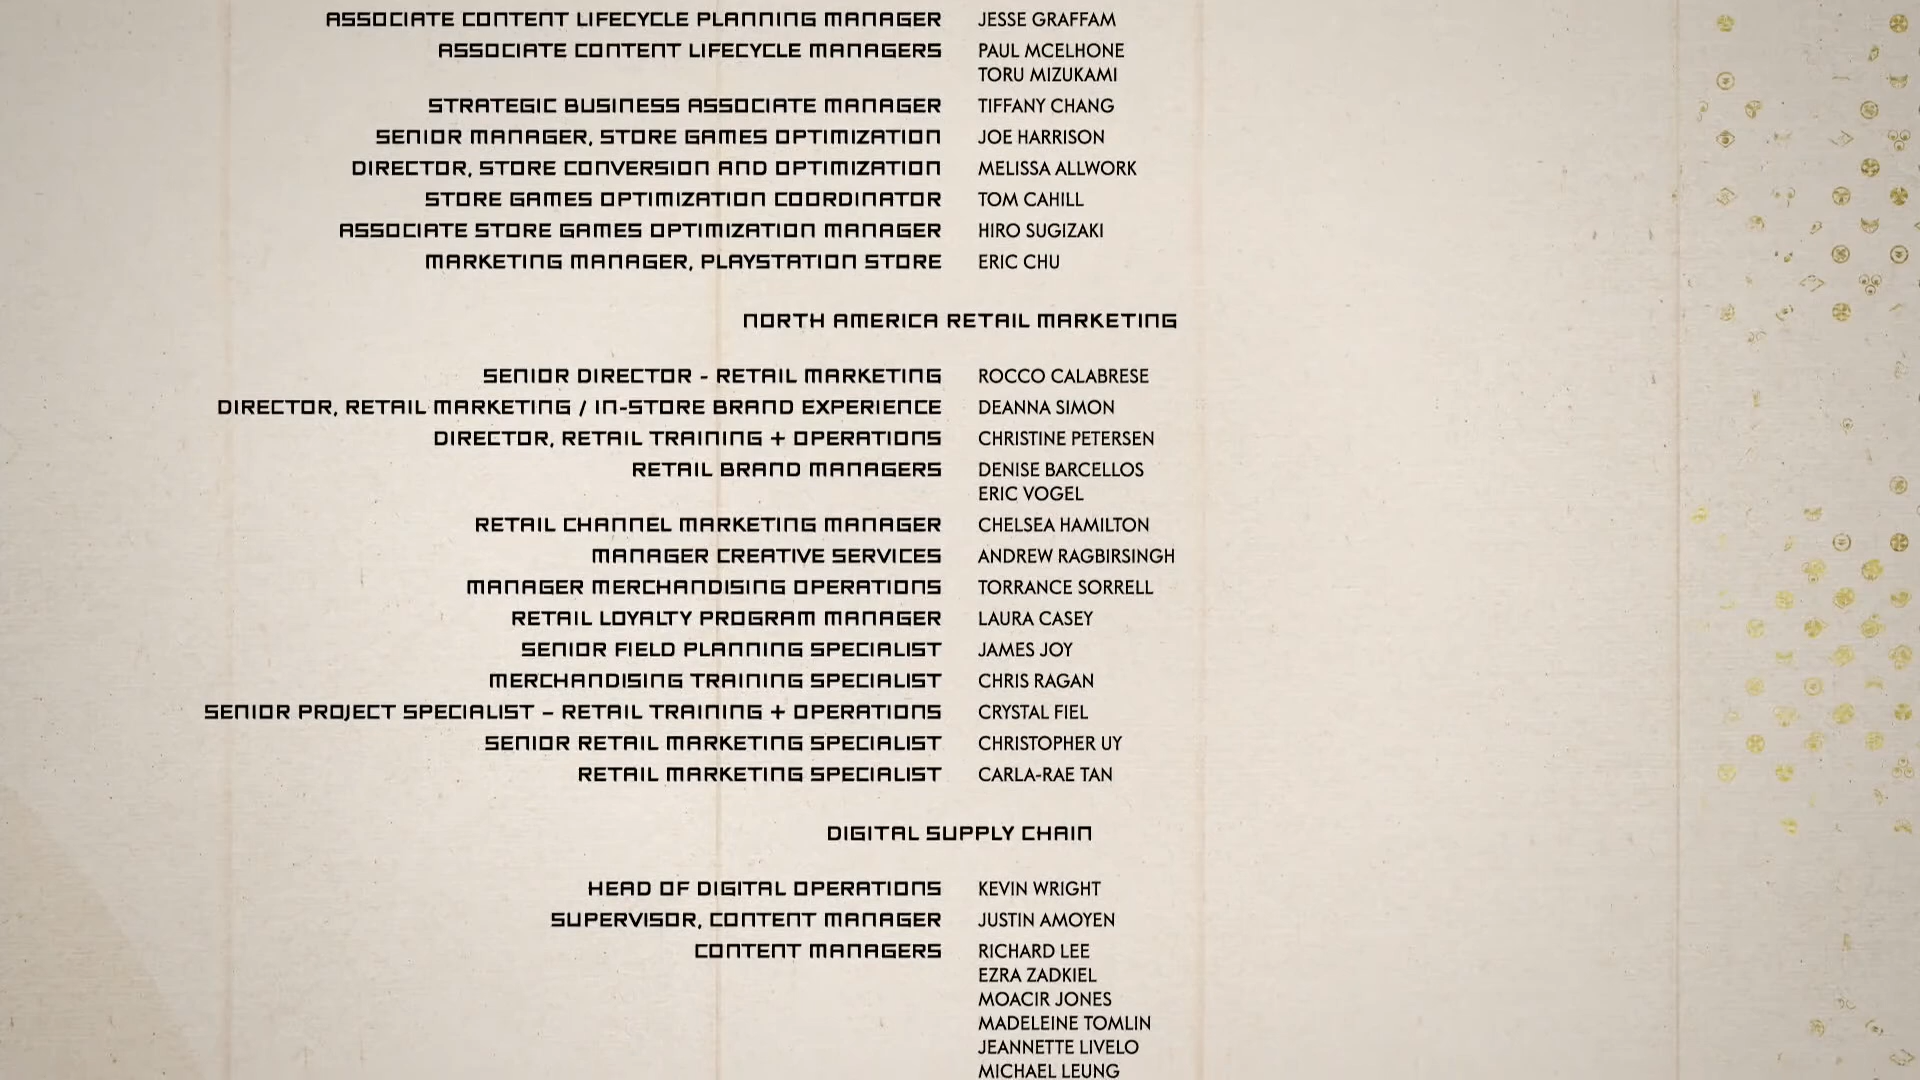 ASSOCIATE CONTENT LIFECYCLE PLANNING MANAGER JESSE GRAFFAM
ASSOCIATE CONTENT LIFECYCLE MANAGERS PAUL MCELHONE
TORU MIZUKAMI
STRATEGIC BUSINESS ASSOCIATE MANAGER TIFFANY CHANG
SENIOR MANAGER, STORE GAMES OPTIMIZATION JOE HARRISON
DIRECTOR, STORE CONVERSION AND OPTIMIZATION MELISSA ALLWORK
STORE GAMES OPTIMIZATION COORDINATOR TOM CAHILL
ASSOCIATE STORE GAMES OPTIMIZATION MANAGER HIRO SUGIZAKI
MARKETING MANAGER, PLAYSTATION STORE ERIC CHU
NORTH AMERICA RETAIL MARKETING
SENIOR DIRECTOR - RETAIL MARKETING ROCCO CALABRESE
DIRECTOR, RETAIL MARKETING / IN-STORE BRAND EXPERIENCE DEANNA SIMON
DIRECTOR, RETAIL TRAINING + OPERATIONS CHRISTINE PETERSEN
RETAIL BRAND MANAGERS DENISE BARCELLOS
ERIC VOGEL
RETAIL CHANNEL MARKETING MANAGER CHELSEA HAMILTON
MANAGER CREATIVE SERVICES ANDREW RAGBIRSINGH
MANAGER MERCHANDISING OPERATIONS TORRANCE SORRELL
RETAIL LOYALTY PROGRAM MANAGER LAURA CASEY
SENIOR FIELD PLANNING SPECIALIST JAMES JOY
MERCHANDISING TRAINING SPECIALIST CHRIS RAGAN
SENIOR PROJECT SPECIALIST – RETAIL TRAINING + OPERATIONS CRYSTAL FIEL
SENIOR RETAIL MARKETING SPECIALIST CHRISTOPHER UY
RETAIL MARKETING SPECIALIST CARLA-RAE TAN
DIGITAL SUPPLY CHAIN
HEAD OF DIGITAL OPERATIONS KEVIN WRIGHT
SUPERVISOR, CONTENT MANAGER JUSTIN AMOYEN
CONTENT MANAGERS RICHARD LEE
EZRA ZADKIEL
MOACIR JONES
MADELEINE TOMLIN
JEANNETTE LIVELO
MICHAEL LEUNG